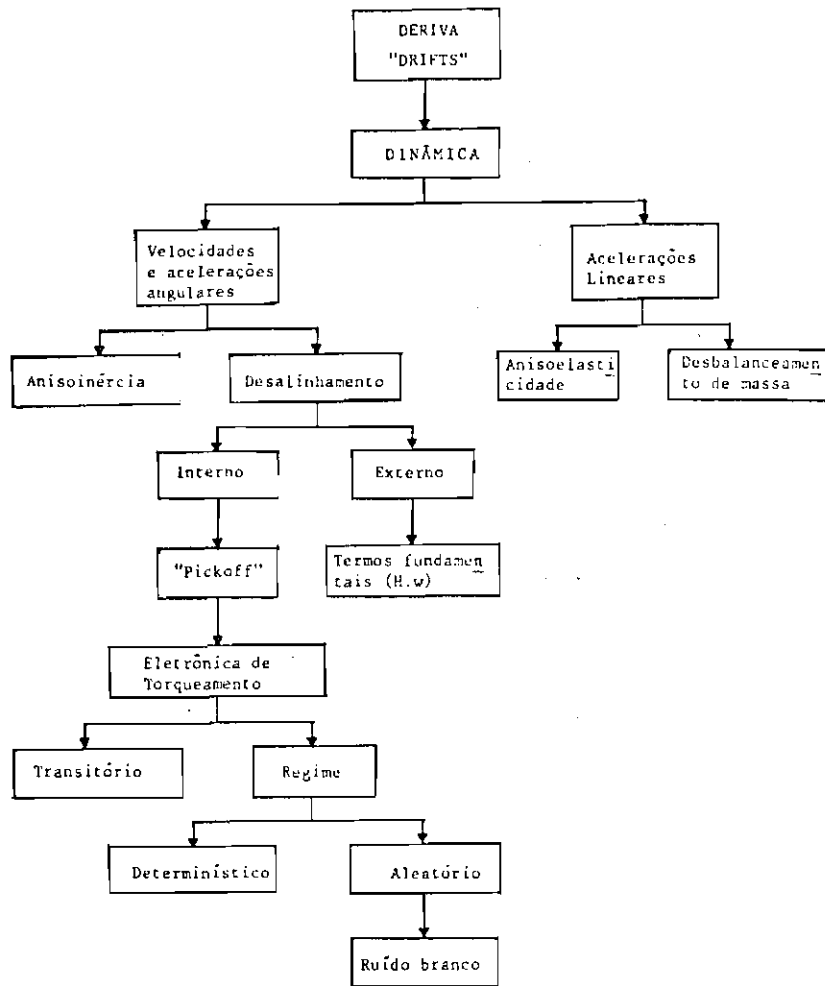 DERIVA
"DRIFTS"
DINÂMICA
Velocidades
e acelerações
angulares
Acelerações
Lineares
Anisoinércia
Desalinhamento
Anisoelasti
cidade
Desbalanceamen
to de massa
Interno
Externo
"Pickoff"
Termos fundamen
tais (H.w)
Eletrônica de
Torqueamento
Transitório
Regime
Determinístico
Aleatório
Ruído branco